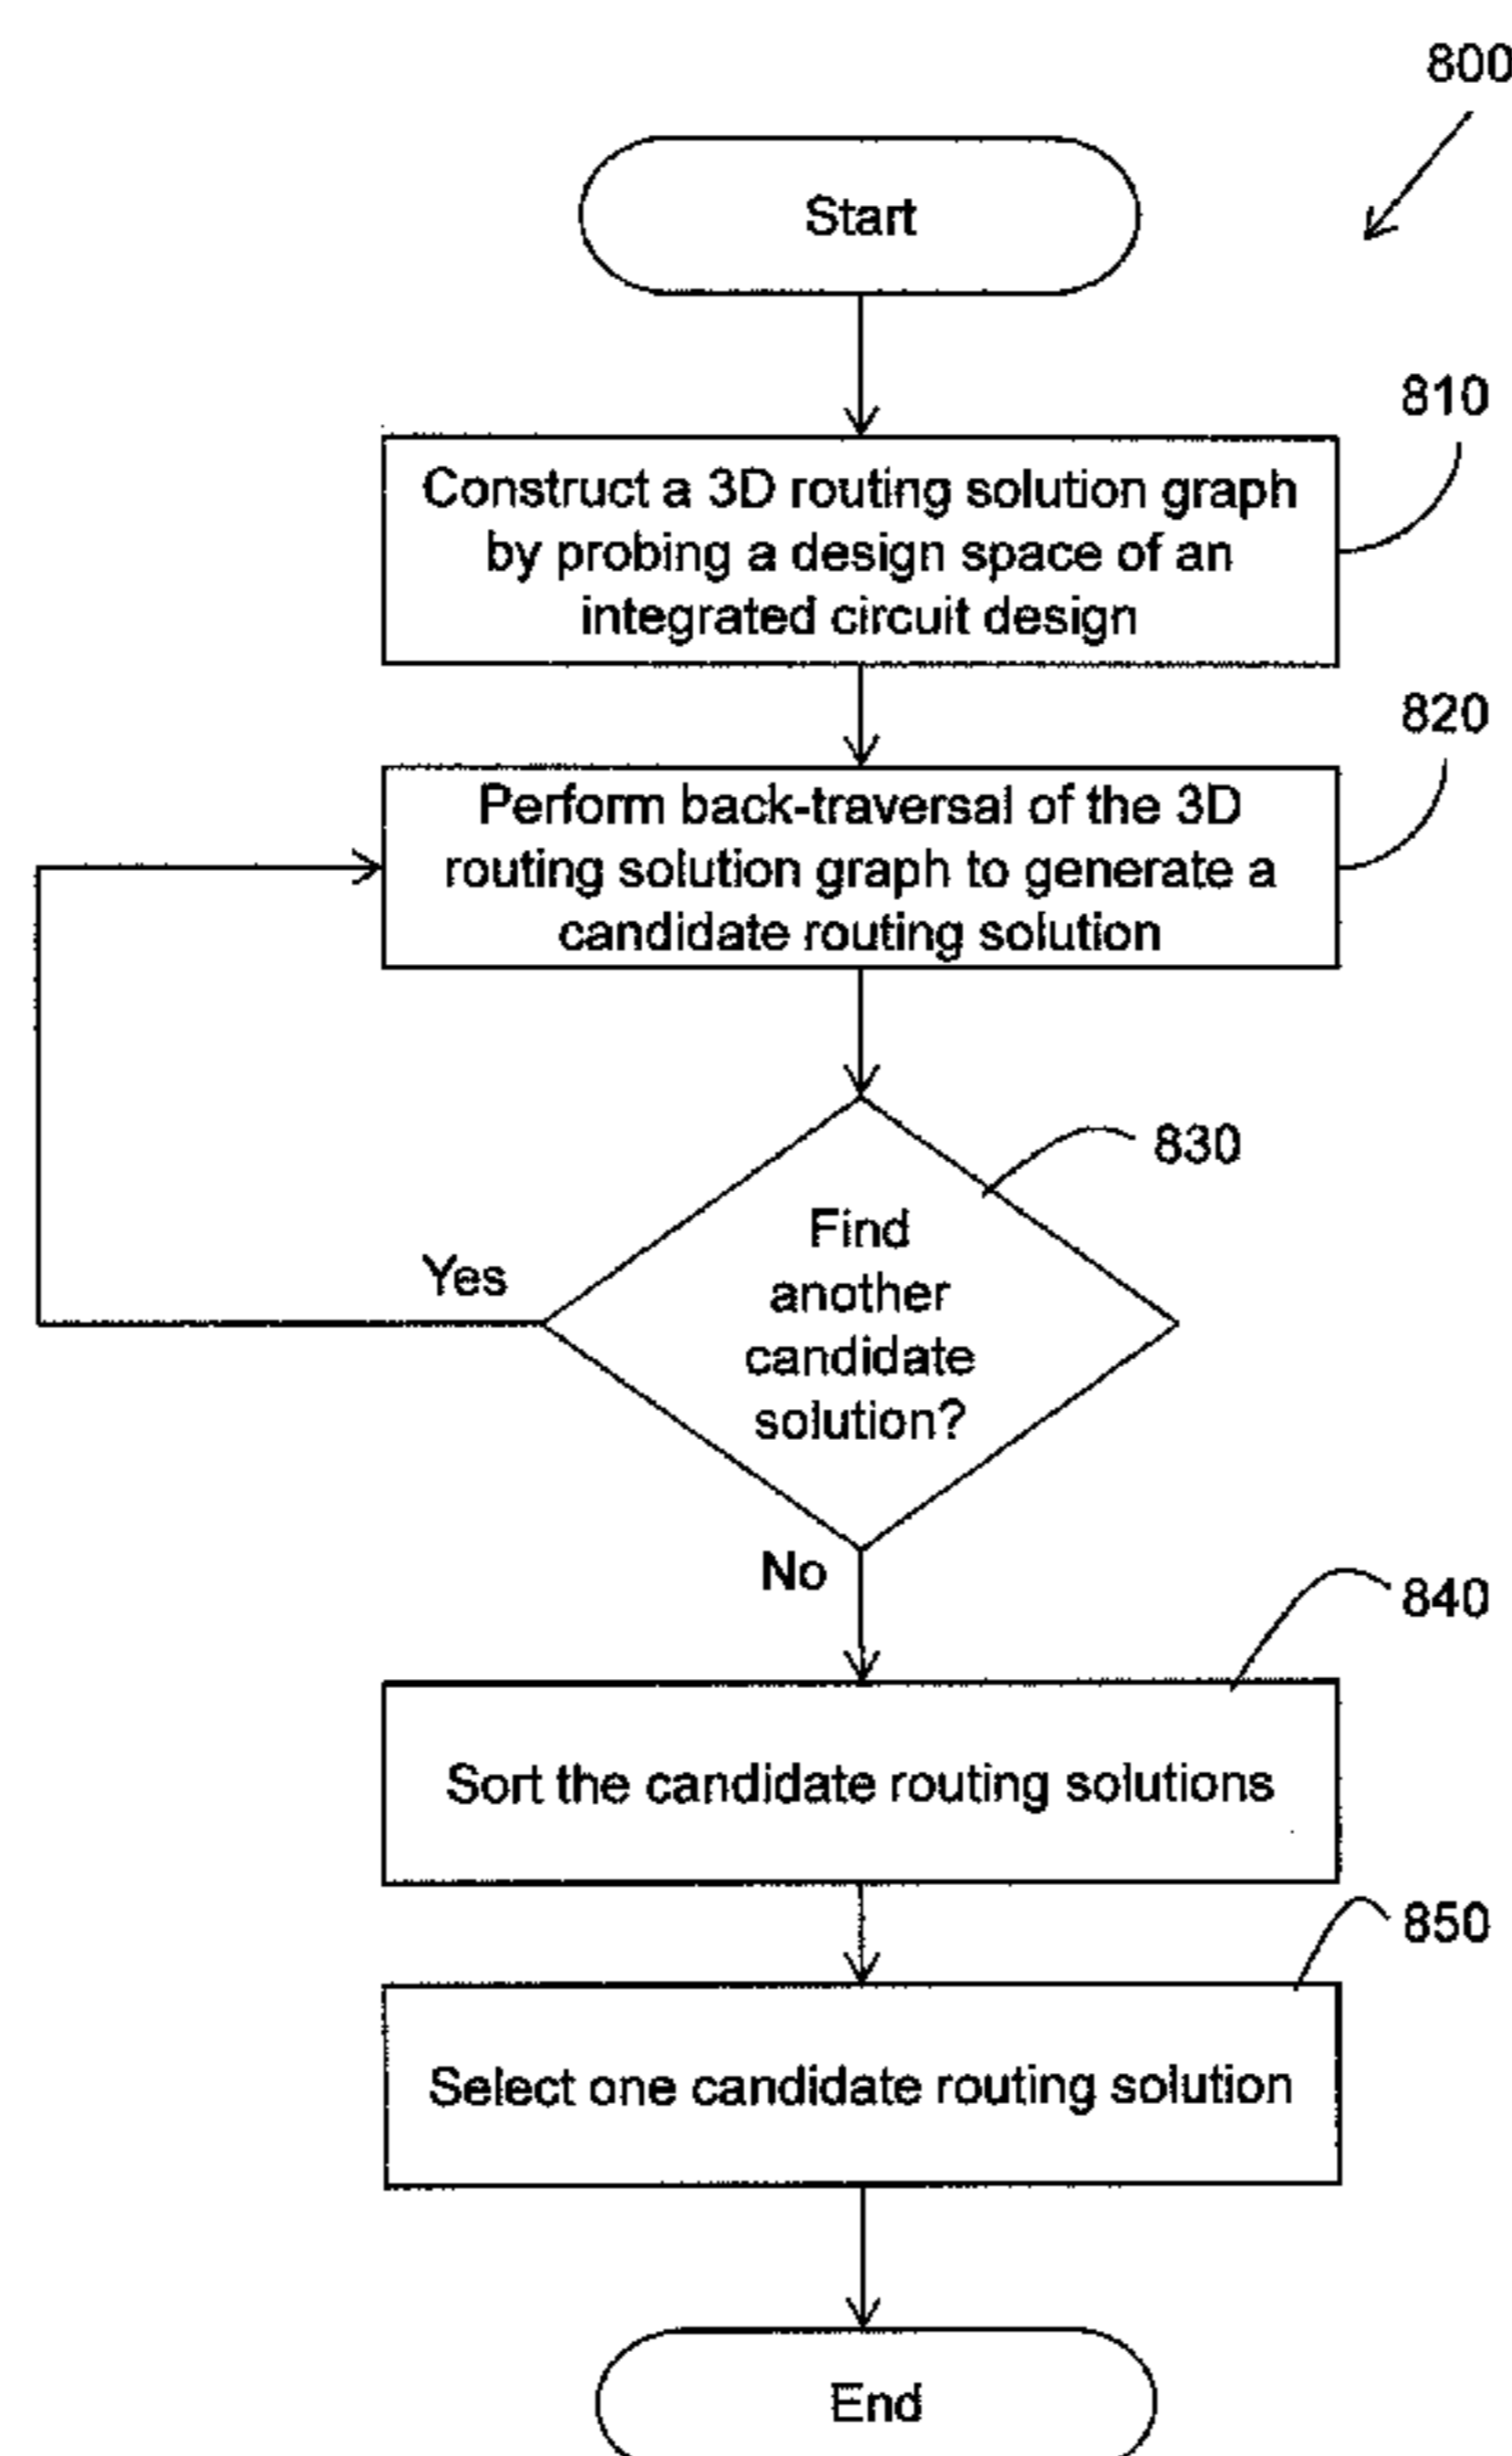 800
Start
810
Construct a 3D routing solution graph
by probing a design space of an
integrated circuit design
820
Perform back-traversal of the 3D
routing solution graph to generate a
candidate routing solution
830
Find
another
candidate
solution?
Yes
No
840
Sort the candidate routing solutions
850
Select one candidate routing solution
End